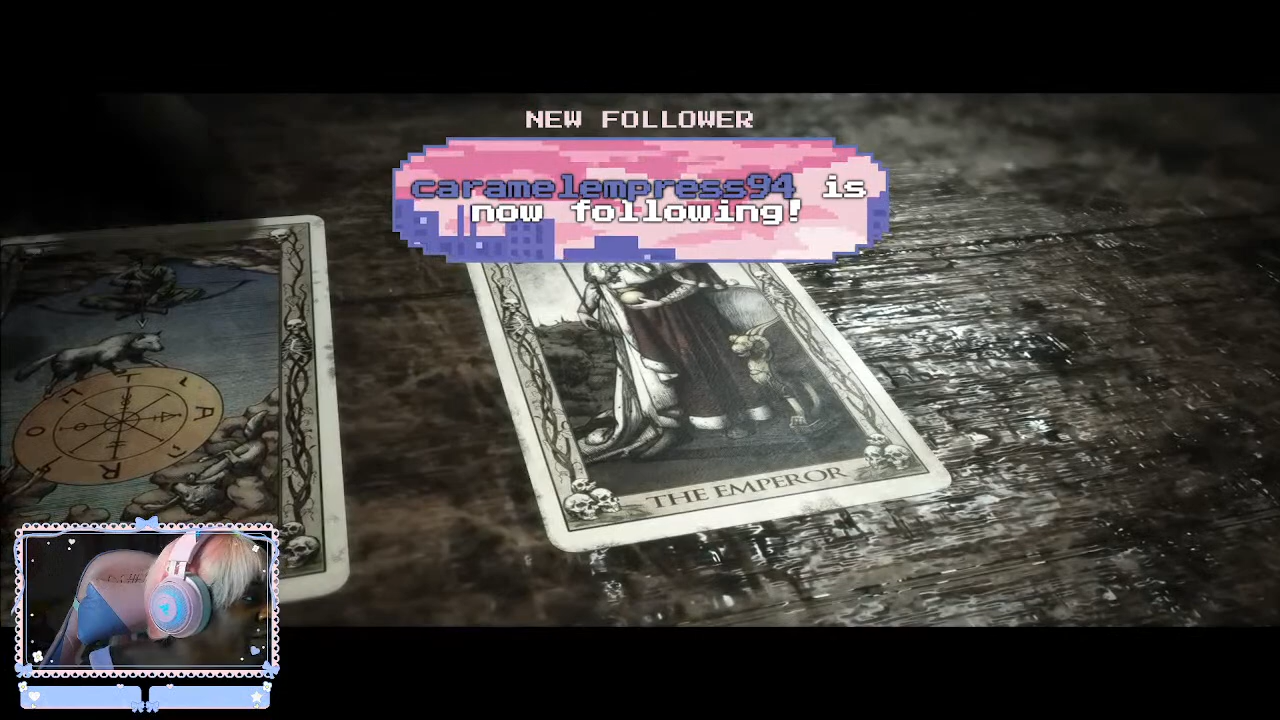 NEW FOLLOWER
caramelempress94 is
now following!
THE EMPEROR